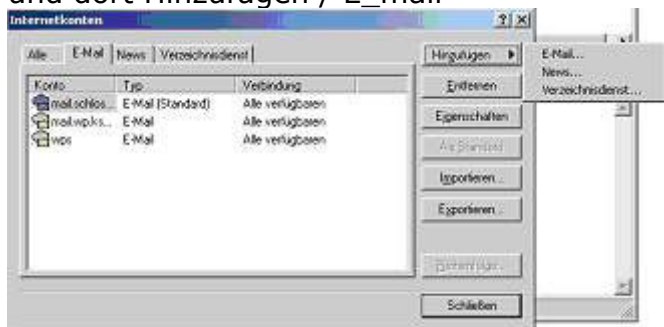 und dort Hinzufügen / E_mail
Internetkonten
Alle E-Mail News Verzeichnisdienst
Hinzufügen
E-Mail...
News...
Verzeichnisdienst...
Konto Typ Verbindung
mail.schlos... E-Mail (Standard) Alle verfügbaren
mail.wp.ks... E-Mail Alle verfügbaren
wps E-Mail Alle verfügbaren
Entfernen
Eigenschaften
Als Standard
Importieren...
Exportieren...
Schließen